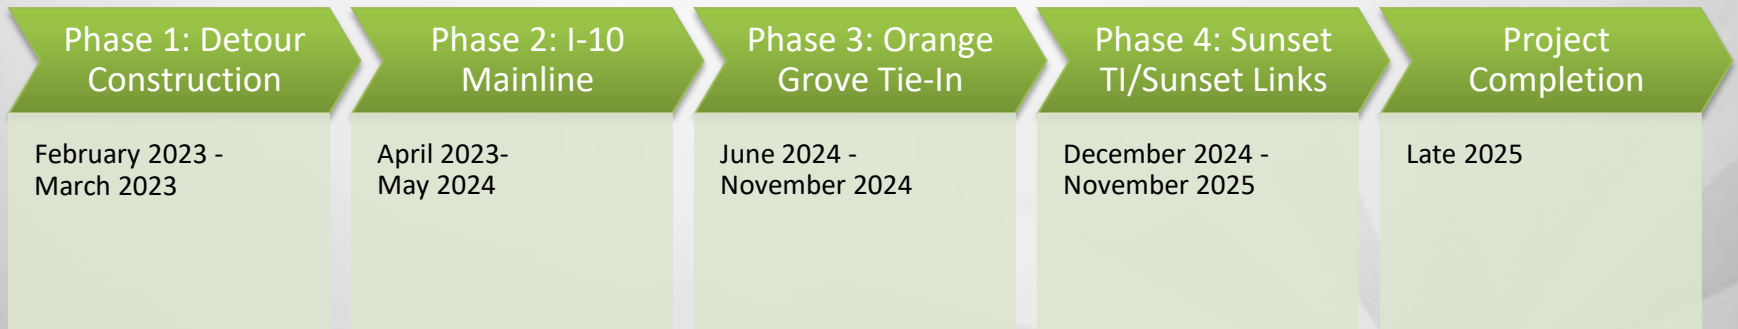 Phase 1: Detour
Construction
February 2023 -
March 2023
Phase 2: I-10
Mainline
April 2023-
May 2024
Phase 3: Orange
Grove Tie-In
June 2024 -
November 2024
Phase 4: Sunset
TI/Sunset Links
December 2024 -
November 2025
Project
Completion
Late 2025